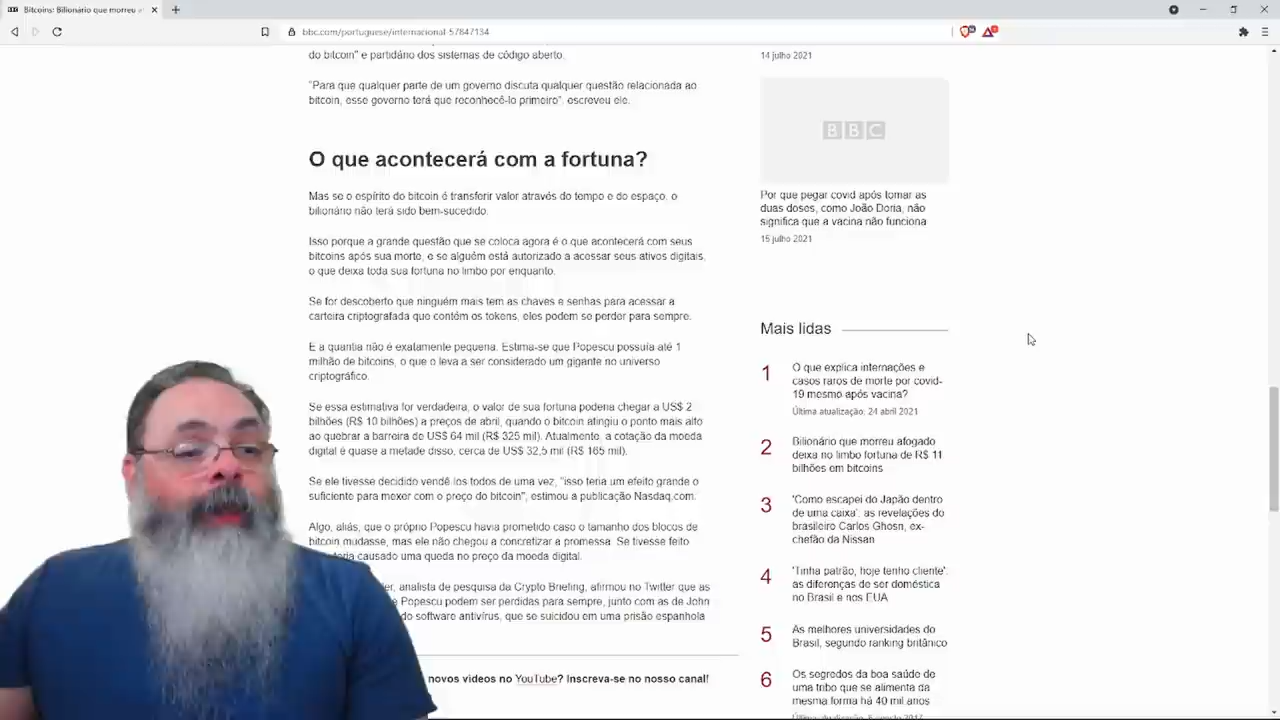 Bitcoins: Bilionário que morreu a
bbc.com/portuguese/internacional-57847134
do bitcoin" e partidário dos sistemas de código aberto.
"Para que qualquer parte de um governo discuta qualquer questão relacionada ao
bitcoin, esse governo terá que reconhecê-lo primeiro", escreveu ele.
O que acontecerá com a fortuna?
Mas se o espírito do bitcoin é transferir valor através do tempo e do espaço, o
bilionário não terá sido bem-sucedido.
Isso porque a grande questão que se coloca agora é o que acontecerá com seus
bitcoins após sua morte, e se alguém está autorizado a acessar seus ativos digitais,
o que deixa toda sua fortuna no limbo por enquanto.
Se for descoberto que ninguém mais tem as chaves e senhas para acessar a
carteira criptografada que contém os tokens, eles podem se perder para sempre.
E a quantia não é exatamente pequena. Estima-se que Popescu possuía até 1
milhão de bitcoins, o que o leva a ser considerado um gigante no universo
criptográfico.
Se essa estimativa for verdadeira, o valor de sua fortuna poderia chegar a US$ 2
bilhões (R$ 10 bilhões) a preços de abril, quando o bitcoin atingiu o ponto mais alto
ao quebrar a barreira de US$ 64 mil (R$ 325 mil). Atualmente, a cotação da moeda
digital é quase a metade disso, cerca de US$ 32,5 mil (R$ 165 mil).
Se ele tivesse decidido vendê-los todos de uma vez, "isso teria um efeito grande o
suficiente para mexer com o preço do bitcoin", estimou a publicação Nasdaq.com.
Algo, aliás, que o próprio Popescu havia prometido caso o tamanho dos blocos de
bitcoin mudasse, mas ele não chegou a concretizar a promessa. Se tivesse feito
teria causado uma queda no preço da moeda digital.
er, analista de pesquisa da Crypto Briefing, afirmou no Twitter que as
e Popescu podem ser perdidas para sempre, junto com as de John
do software antivírus, que se suicidou em uma prisão espanhola
novos vídeos no YouTube? Inscreva-se no nosso canal!
14 julho 2021
BBC
Por que pegar covid após tomar as
duas doses, como João Doria, não
significa que a vacina não funciona
15 julho 2021
Mais lidas
1 O que explica internações e
casos raros de morte por covid-
19 mesmo após vacina?
Última atualização: 24 abril 2021
2 Bilionário que morreu afogado
deixa no limbo fortuna de R$ 11
bilhões em bitcoins
3 'Como escapei do Japão dentro
de uma caixa': as revelações do
brasileiro Carlos Ghosn, ex-
chefão da Nissan
4 'Tinha patrão, hoje tenho cliente':
as diferenças de ser doméstica
no Brasil e nos EUA
5 As melhores universidades do
Brasil, segundo ranking britânico
6 Os segredos da boa saúde de
uma tribo que se alimenta da
mesma forma há 40 mil anos
Última atualização: 6 agosto 2017